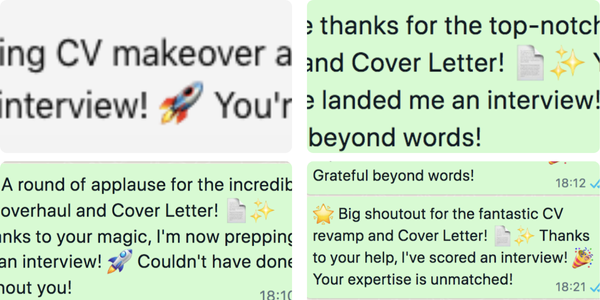 ing CV makeover a
interview! 🚀 You'r
thanks for the top-notch
and Cover Letter! 📄✨
landed me an interview!
beyond words!
A round of applause for the incredib
overhaul and Cover Letter! 📄✨
nks to your magic, I'm now prepping
an interview! 🚀 Couldn't have done
out you!
18:10
Grateful beyond words!
18:12
🌟 Big shoutout for the fantastic CV
revamp and Cover Letter! 📄✨ Thanks
to your help, I've scored an interview! 🎉
Your expertise is unmatched!
18:21